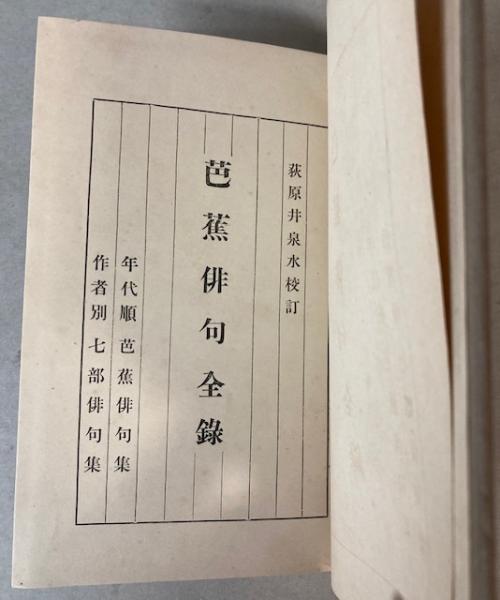 荻原井泉水校訂
芭蕉俳句全錄
年代順 芭蕉俳句集
作者別 七部俳句集